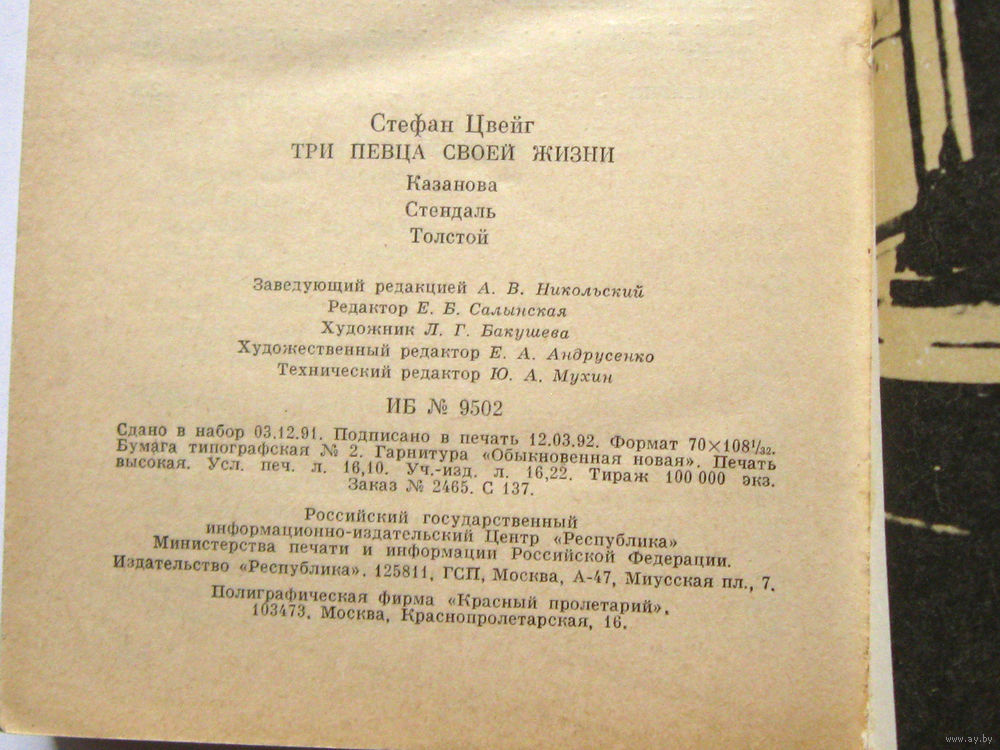 Стефан Цвейг
ТРИ ПЕВЦА СВОЕЙ ЖИЗНИ
Казанова
Стендаль
Толстой
Заведующий редакцией А. В. Никольский
Редактор Е. Б. Салынская
Художник Л. Г. Бакушева
Художественный редактор Е. А. Андрусенко
Технический редактор Ю. А. Мухин
ИБ № 9502
Сдано в набор 03.12.91. Подписано в печать 12.03.92. Формат 70×108¹/₃₂.
Бумага типографская № 2. Гарнитура «Обыкновенная новая». Печать
высокая. Усл. печ. л. 16,10. Уч.-изд. л. 16,22. Тираж 100 000 экз.
Заказ № 2465. С 137.
Российский государственный
информационно-издательский Центр «Республика»
Министерства печати и информации Российской Федерации.
Издательство «Республика». 125811, ГСП, Москва, А-47, Миусская пл., 7.
Полиграфическая фирма «Красный пролетарий».
103473. Москва, Краснопролетарская, 16.
www.ay.by